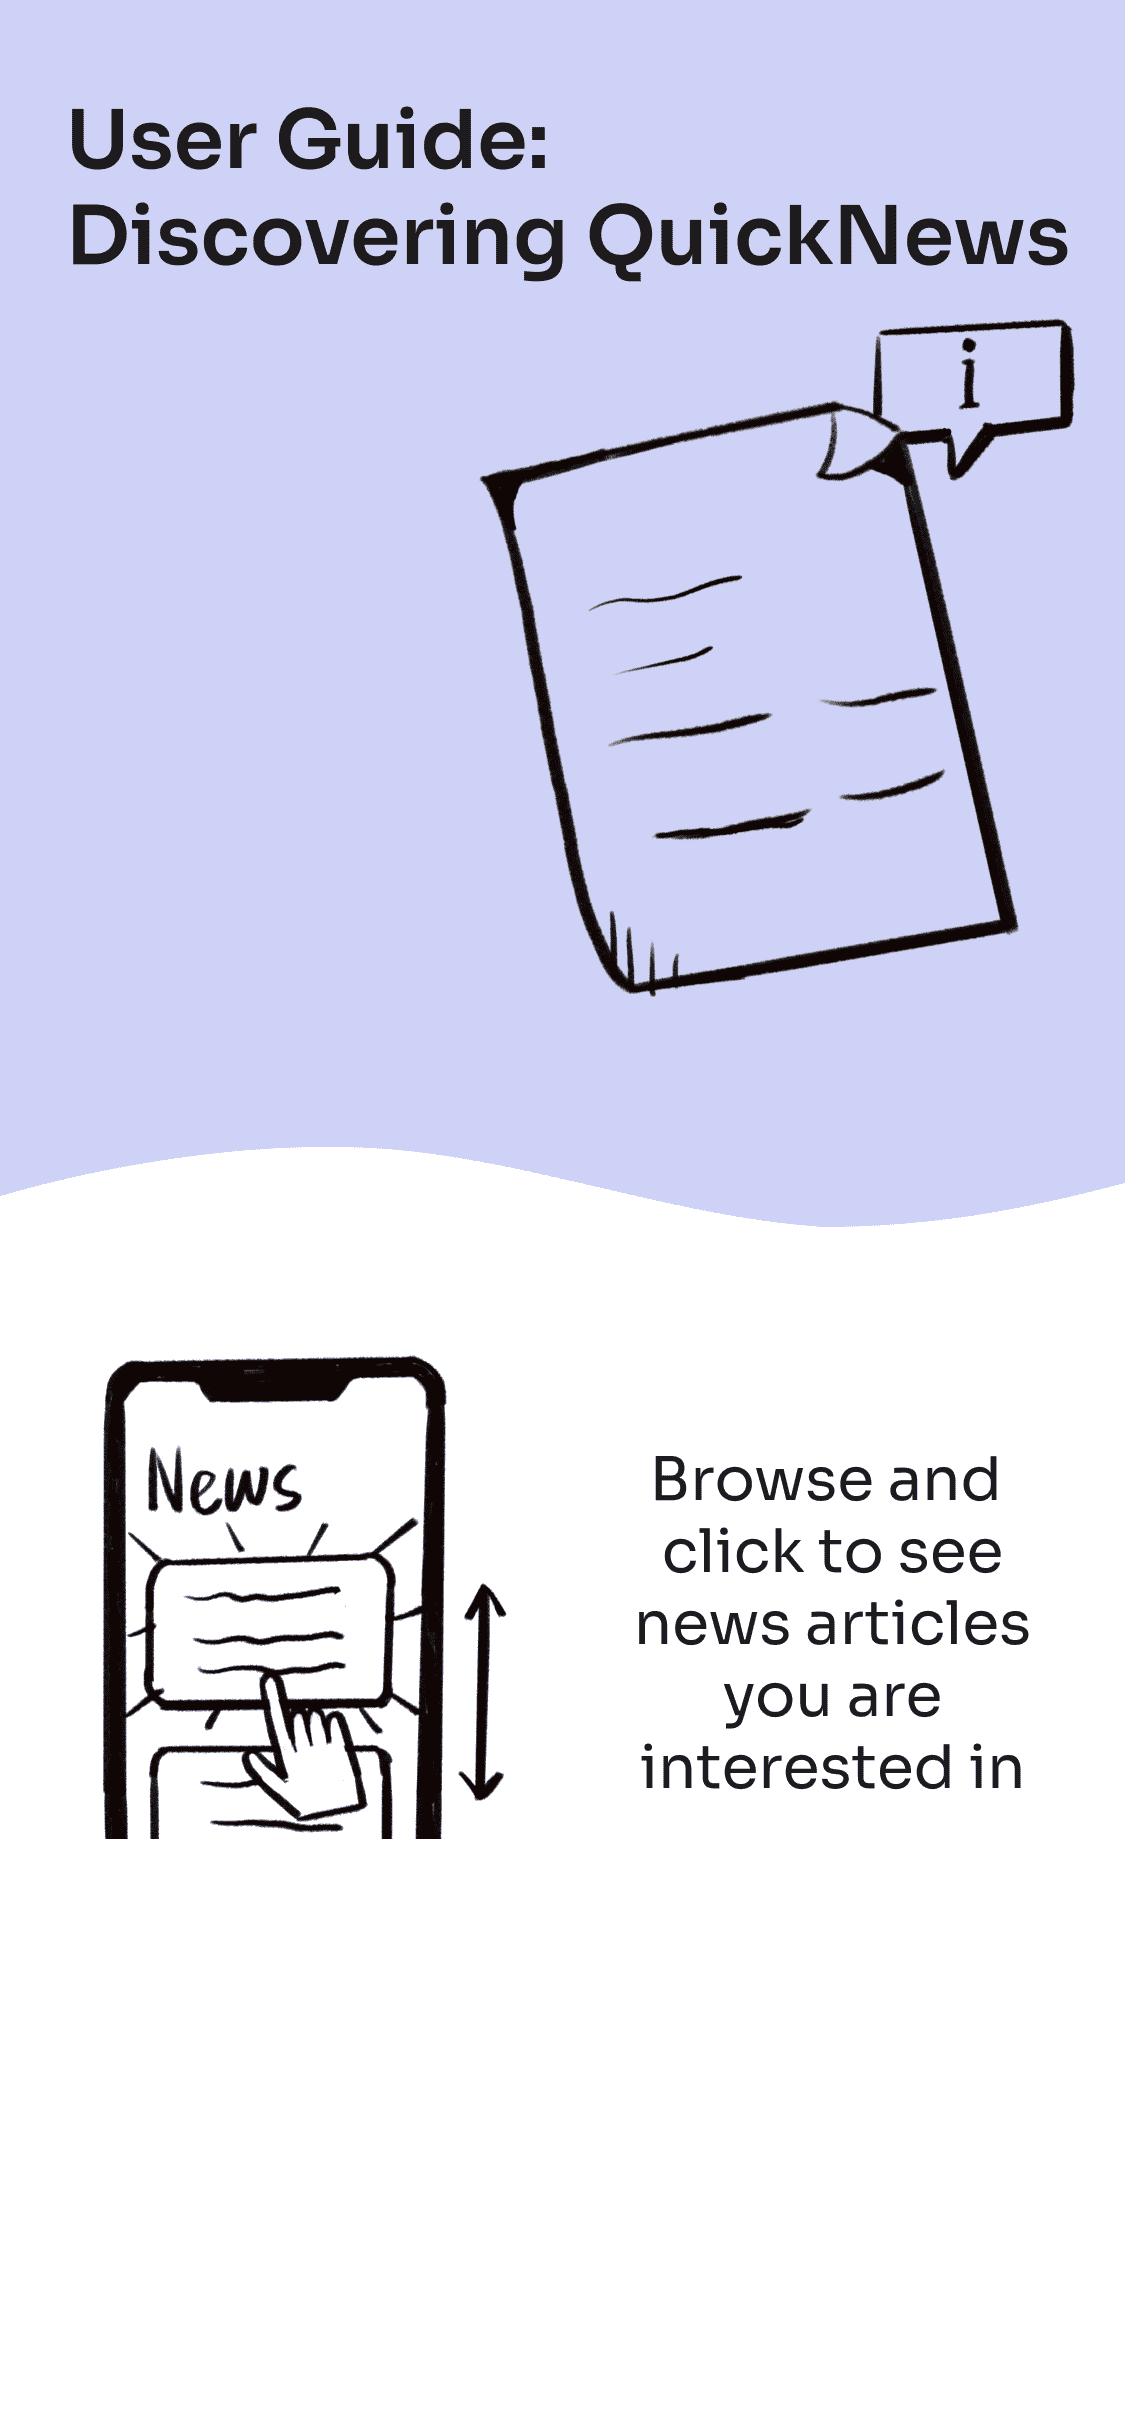 User Guide:
Discovering QuickNews
i
News
Browse and
click to see
news articles
you are
interested in